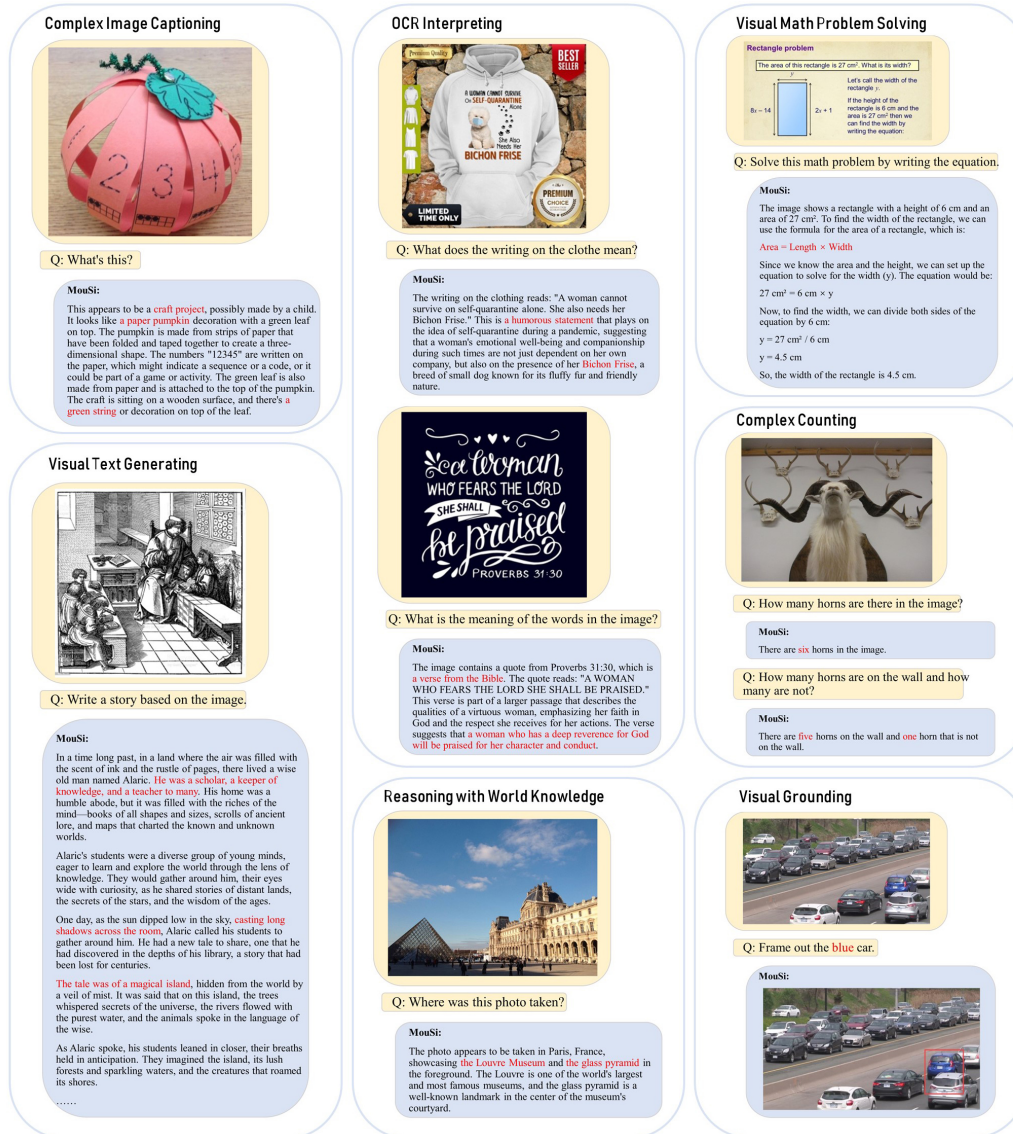 Complex Image Captioning
1 2 3 4
Q: What's this?
MouSi:
This appears to be a craft project, possibly made by a child.
It looks like a paper pumpkin decoration with a green leaf
on top. The pumpkin is made from strips of paper that
have been folded and taped together to create a three-
dimensional shape. The numbers "12345" are written on
the paper, which might indicate a sequence or a code, or it
could be part of a game or activity. The green leaf is also
made from paper and is attached to the top of the pumpkin.
The craft is sitting on a wooden surface, and there's a
green string or decoration on top of the leaf.
Visual Text Generating
Q: Write a story based on the image.
MouSi:
In a time long past, in a land where the air was filled with
the scent of ink and the rustle of pages, there lived a wise
old man named Alaric. He was a scholar, a keeper of
knowledge, and a teacher to many. His home was a
humble abode, but it was filled with the riches of the
mind—books of all shapes and sizes, scrolls of ancient
lore, and maps that charted the known and unknown
worlds.
Alaric's students were a diverse group of young minds,
eager to learn and explore the world through the lens of
knowledge. They would gather around him, their eyes
wide with curiosity, as he shared stories of distant lands,
the secrets of the stars, and the wisdom of the ages.
One day, as the sun dipped low in the sky, casting long
shadows across the room, Alaric called his students to
gather around him. He had a new tale to share, one that he
had discovered in the depths of his library, a story that had
been lost for centuries.
The tale was of a magical island, hidden from the world by
a veil of mist. It was said that on this island, the trees
whispered secrets of the universe, the rivers flowed with
the purest water, and the animals spoke in the language of
the wise.
As Alaric spoke, his students leaned in closer, their breaths
held in anticipation. They imagined the island, its lush
forests and sparkling waters, and the creatures that roamed
its shores.
……
OCR Interpreting
Premium Quality
BEST
SELLER
A WOMAN CANNOT SURVIVE
On SELF-QUARANTINE
Alone
She Also
Needs Her
BICHON FRISE
LIMITED
TIME ONLY
PREMIUM
CHOICE
Q: What does the writing on the clothe mean?
MouSi:
The writing on the clothing reads: "A woman cannot
survive on self-quarantine alone. She also needs her
Bichon Frise." This is a humorous statement that plays on
the idea of self-quarantine during a pandemic, suggesting
that a woman's emotional well-being and companionship
during such times are not just dependent on her own
company, but also on the presence of her Bichon Frise, a
breed of small dog known for its fluffy fur and friendly
nature.
a Woman
WHO FEARS THE LORD
SHE SHALL
be praised
PROVERBS 31:30
Q: What is the meaning of the words in the image?
MouSi:
The image contains a quote from Proverbs 31:30, which is
a verse from the Bible. The quote reads: "A WOMAN
WHO FEARS THE LORD SHE SHALL BE PRAISED."
This verse is part of a larger passage that describes the
qualities of a virtuous woman, emphasizing her faith in
God and the respect she receives for her actions. The verse
suggests that a woman who has a deep reverence for God
will be praised for her character and conduct.
Reasoning with World Knowledge
Q: Where was this photo taken?
MouSi:
The photo appears to be taken in Paris, France,
showcasing the Louvre Museum and the glass pyramid in
the foreground. The Louvre is one of the world's largest
and most famous museums, and the glass pyramid is a
well-known landmark in the center of the museum's
courtyard.
Visual Math Problem Solving
Rectangle problem
The area of this rectangle is 27 cm². What is its width?
y
8x – 14
2x + 1
Let's call the width of the
rectangle y.
If the height of the
rectangle is 6 cm and the
area is 27 cm² then we
can find the width by
writing the equation:
Q: Solve this math problem by writing the equation.
MouSi:
The image shows a rectangle with a height of 6 cm and an
area of 27 cm². To find the width of the rectangle, we can
use the formula for the area of a rectangle, which is:
Area = Length × Width
Since we know the area and the height, we can set up the
equation to solve for the width (y). The equation would be:
27 cm² = 6 cm × y
Now, to find the width, we can divide both sides of the
equation by 6 cm:
y = 27 cm² / 6 cm
y = 4.5 cm
So, the width of the rectangle is 4.5 cm.
Complex Counting
Q: How many horns are there in the image?
MouSi:
There are six horns in the image.
Q: How many horns are on the wall and how
many are not?
MouSi:
There are five horns on the wall and one horn that is not
on the wall.
Visual Grounding
Q: Frame out the blue car.
MouSi: